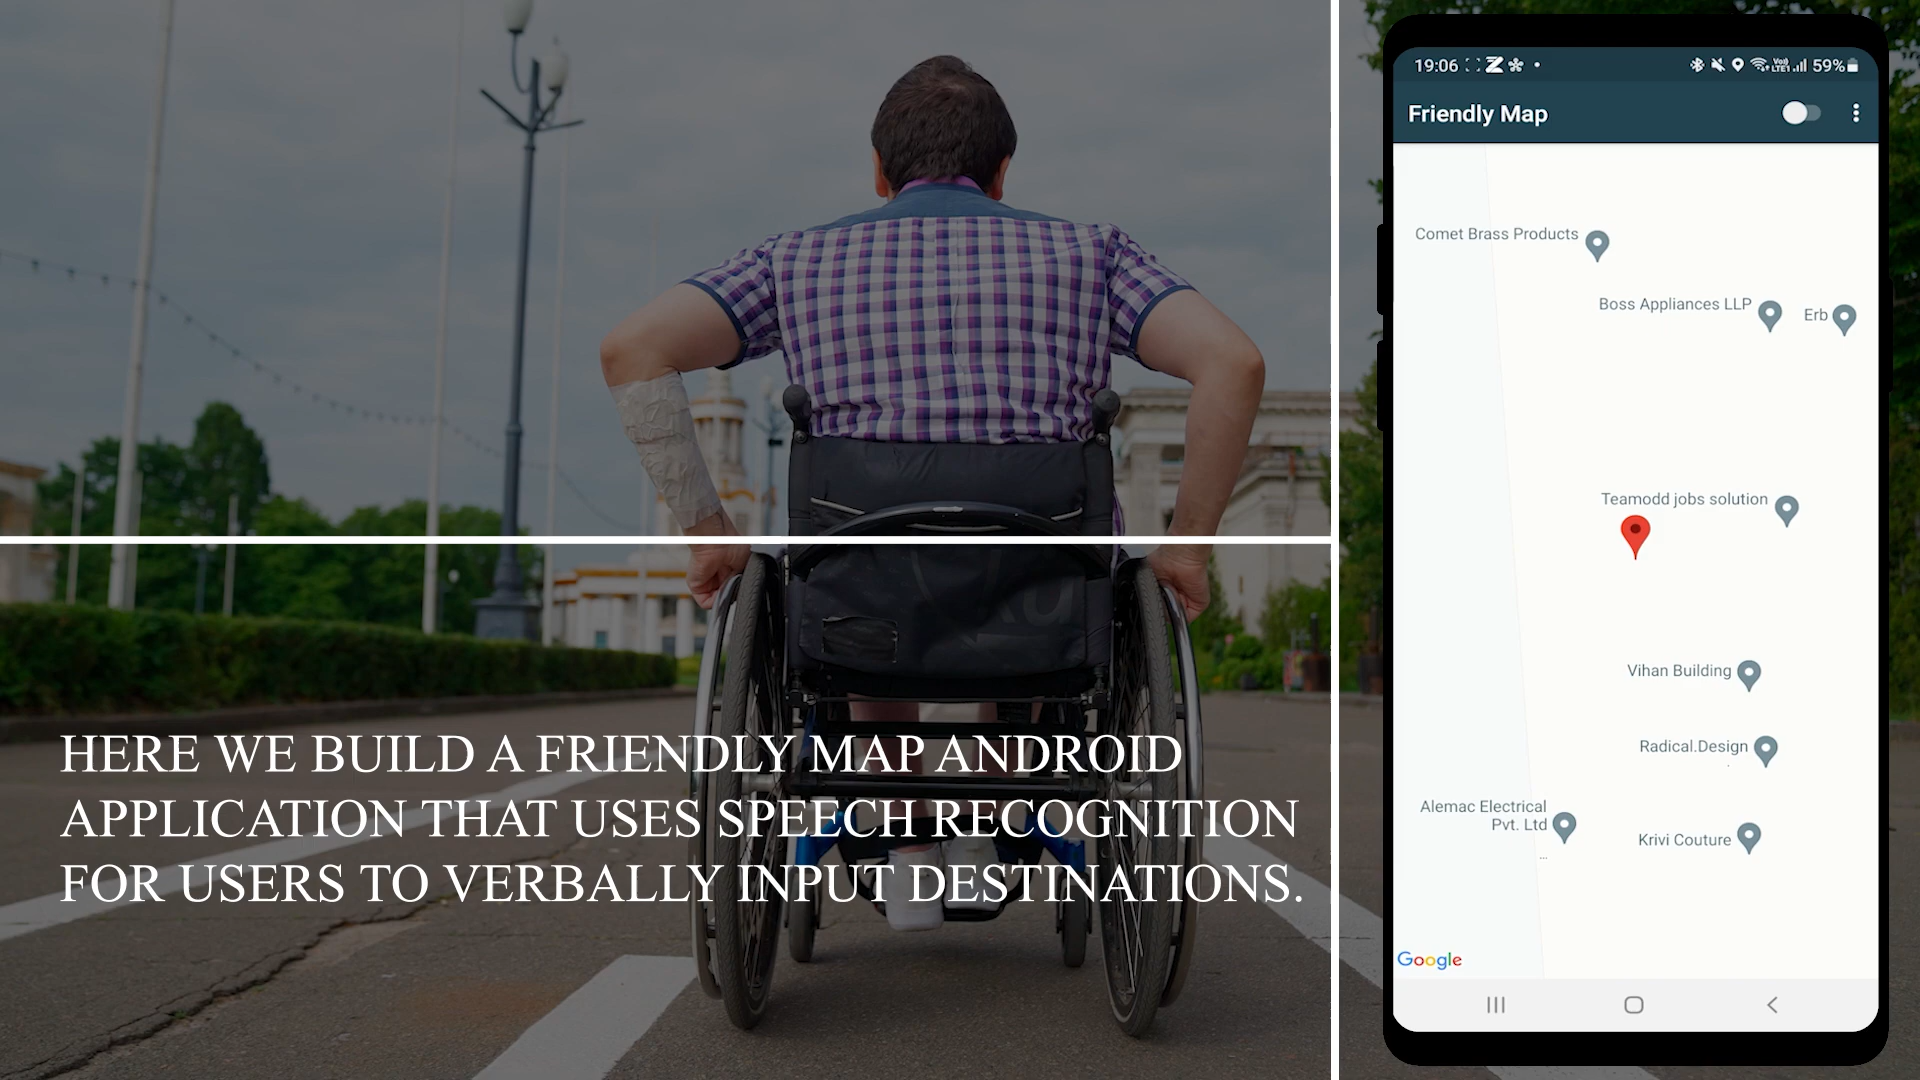 HERE WE BUILD A FRIENDLY MAP ANDROID
APPLICATION THAT USES SPEECH RECOGNITION
FOR USERS TO VERBALLY INPUT DESTINATIONS.
19:06
59%
Friendly Map
Comet Brass Products
Boss Appliances LLP
Erb
Teamodd jobs solution
Vihan Building
Radical.Design
Alemac Electrical
Pvt. Ltd
...
Krivi Couture
Google